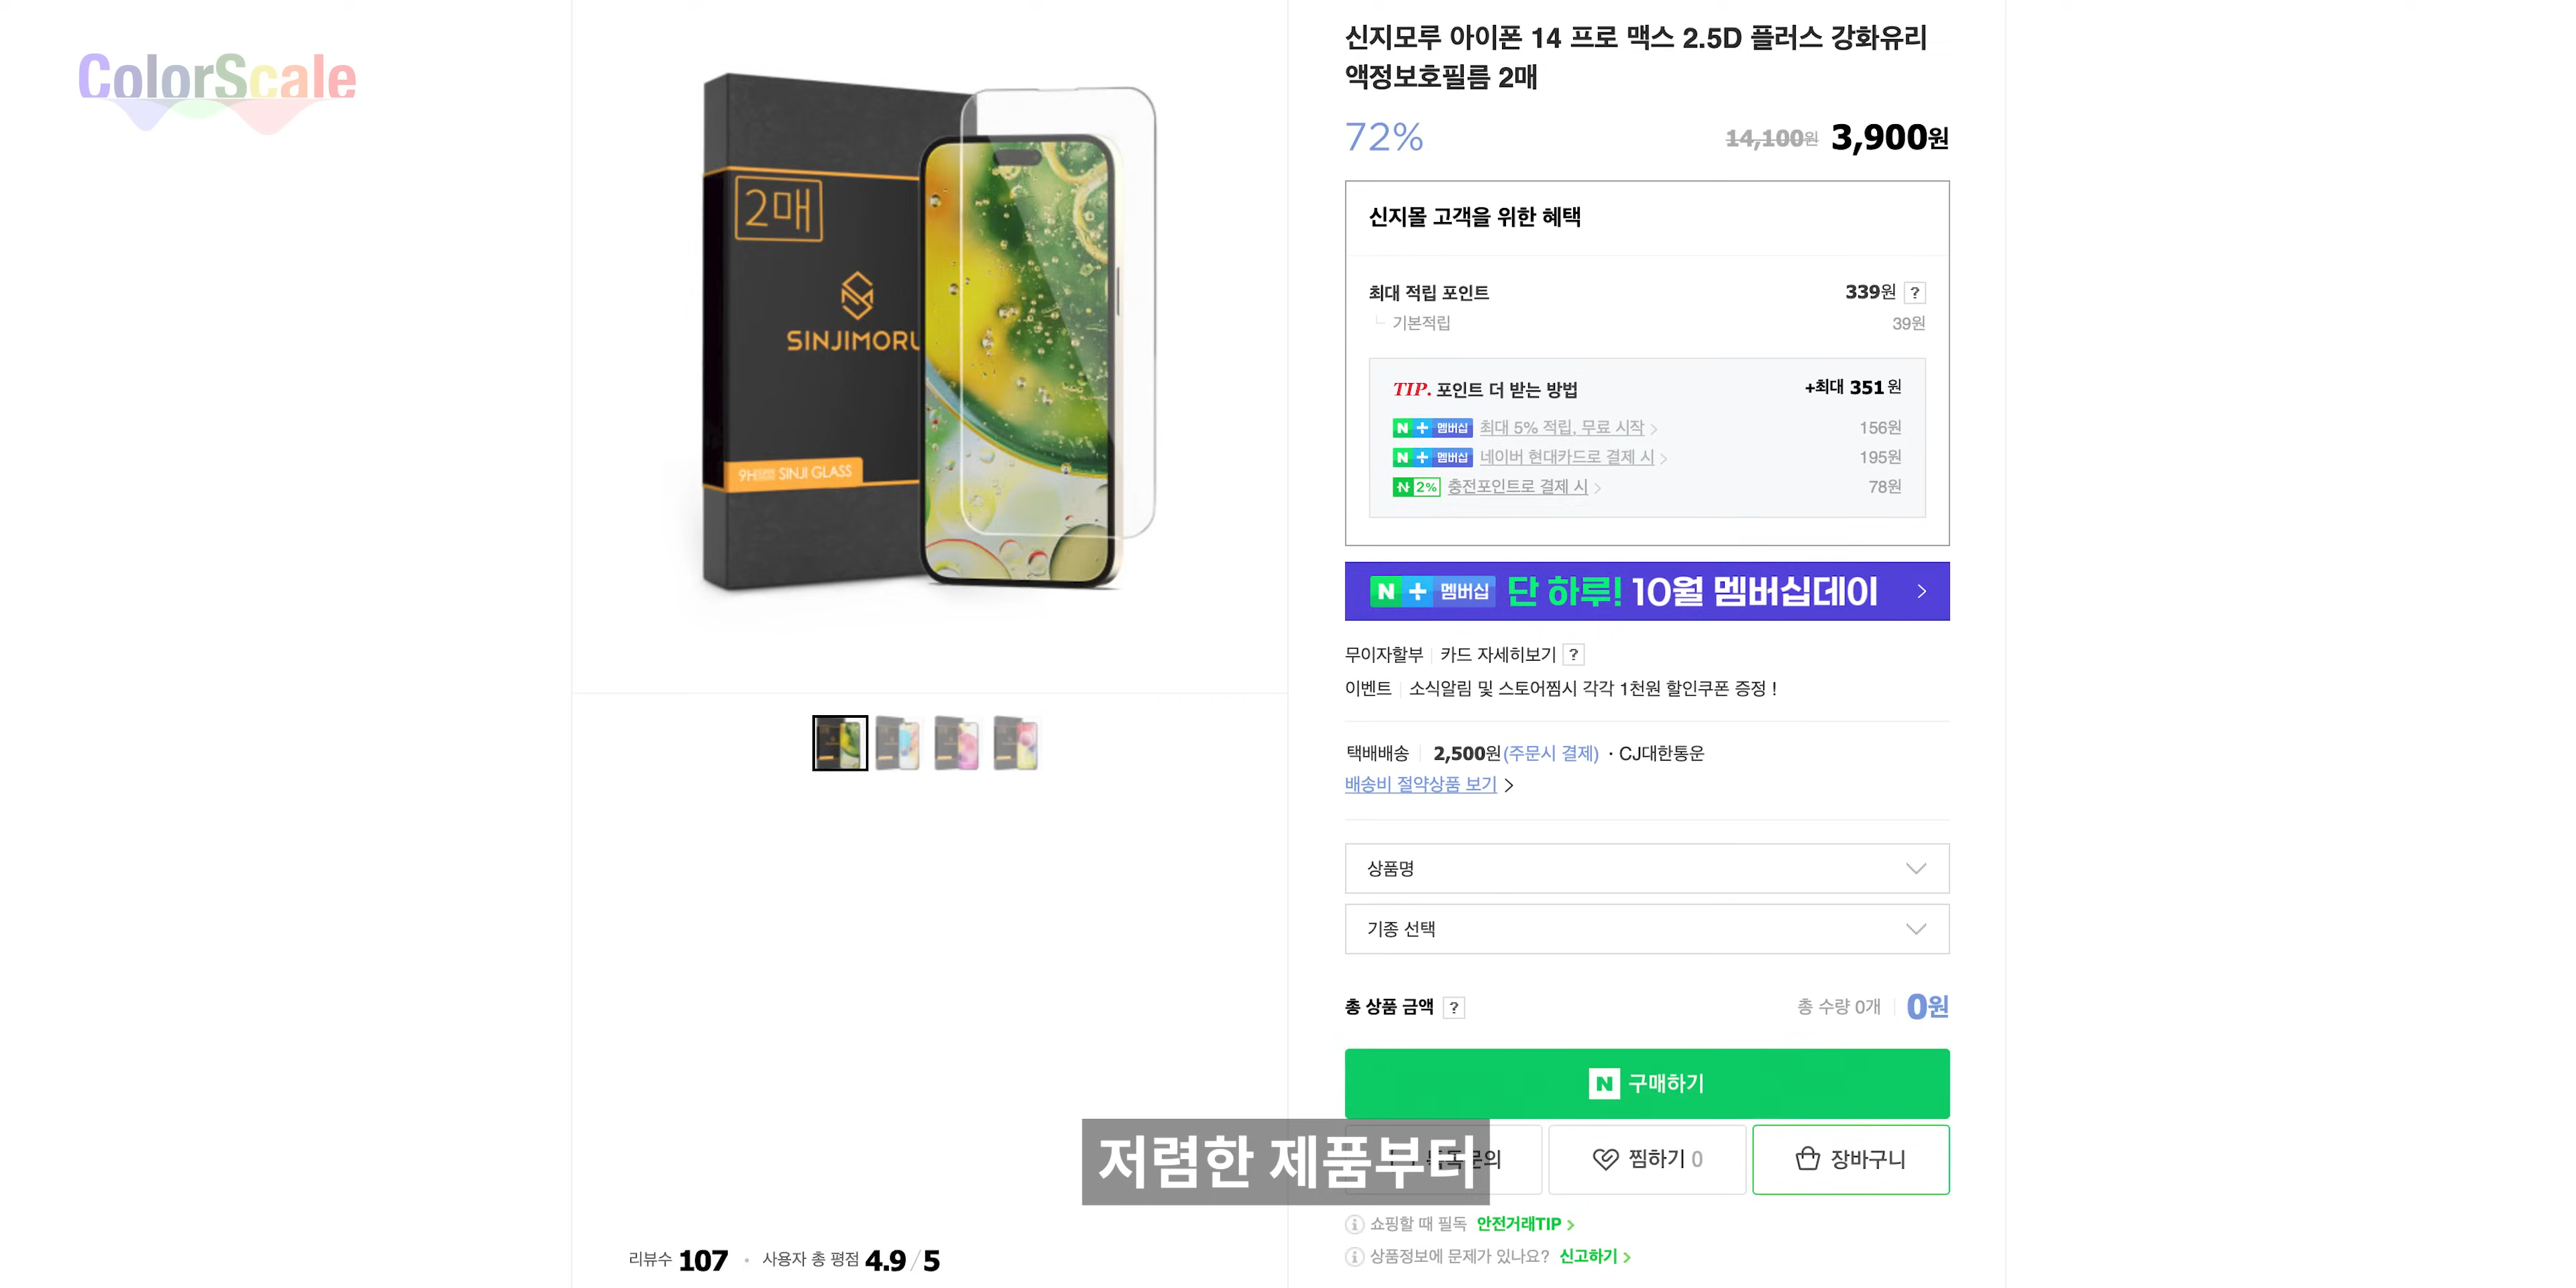 ColorScale
2매
SINJIMORU
9H SINJI GLASS
리뷰수 107 · 사용자 총 평점 4.9 / 5
신지모루 아이폰 14 프로 맥스 2.5D 플러스 강화유리
액정보호필름 2매
72% 14,100원 3,900원
신지몰 고객을 위한 혜택
최대 적립 포인트 339원 ?
기본적립 39원
TIP. 포인트 더 받는 방법 +최대 351원
N + 멤버십 최대 5% 적립, 무료 시작 > 156원
N + 멤버십 네이버 현대카드로 결제 시 > 195원
N 2% 충전포인트로 결제 시 > 78원
N + 멤버십 단 하루! 10월 멤버십데이 >
무이자할부 카드 자세히보기 ?
이벤트 소식알림 및 스토어찜시 각각 1천원 할인쿠폰 증정 !
택배배송 2,500원(주문시 결제) · CJ대한통운
배송비 절약상품 보기 >
상품명
기종 선택
총 상품 금액 ? 총 수량 0개 0원
N 구매하기
저렴한 제품부터
찜하기 0 장바구니
쇼핑할 때 필독 안전거래TIP >
상품정보에 문제가 있나요? 신고하기 >